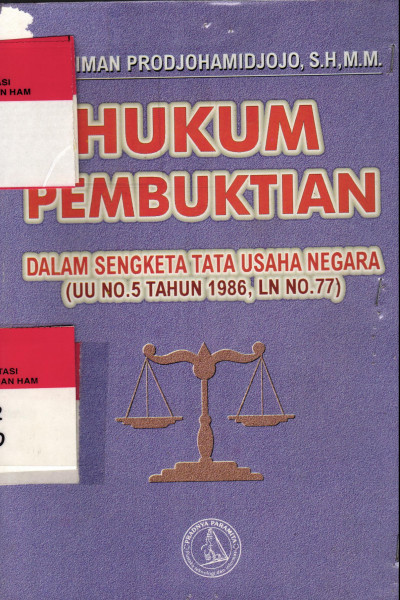 IMAN PRODJOHAMIDJOJO, S.H,M.M.
TASI
N HAM
HUKUM
PEMBUKTIAN
DALAM SENGKETA TATA USAHA NEGARA
(UU NO.5 TAHUN 1986, LN NO.77)
TASI
AN HAM
2
PRADNYA PARAMITA